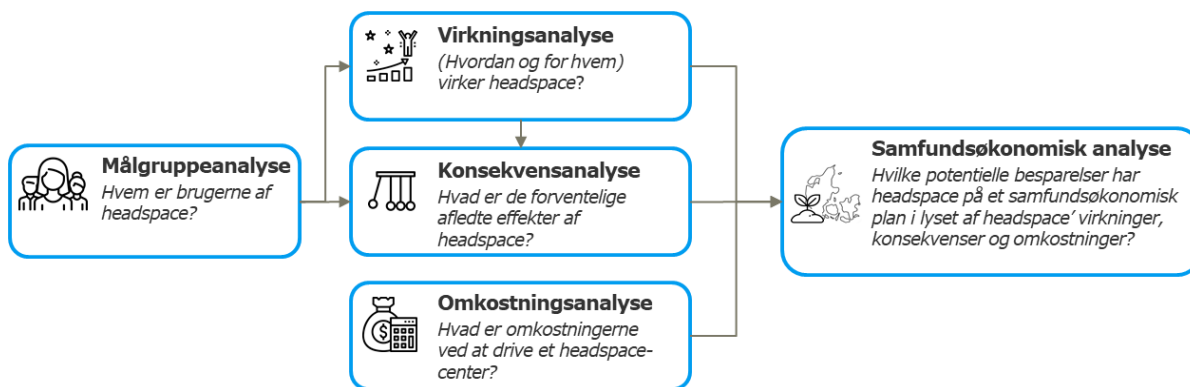 Målgruppeanalyse
Hvem er brugerne af
headspace?
Virkningsanalyse
(Hvordan og for hvem)
virker headspace?
Konsekvensanalyse
Hvad er de forventelige
afledte effekter af
headspace?
Omkostningsanalyse
Hvad er omkostningerne
ved at drive et headspace-
center?
Samfundsøkonomisk analyse
Hvilke potentielle besparelser har
headspace på et samfundsøkonomisk
plan i lyset af headspace’ virkninger,
konsekvenser og omkostninger?